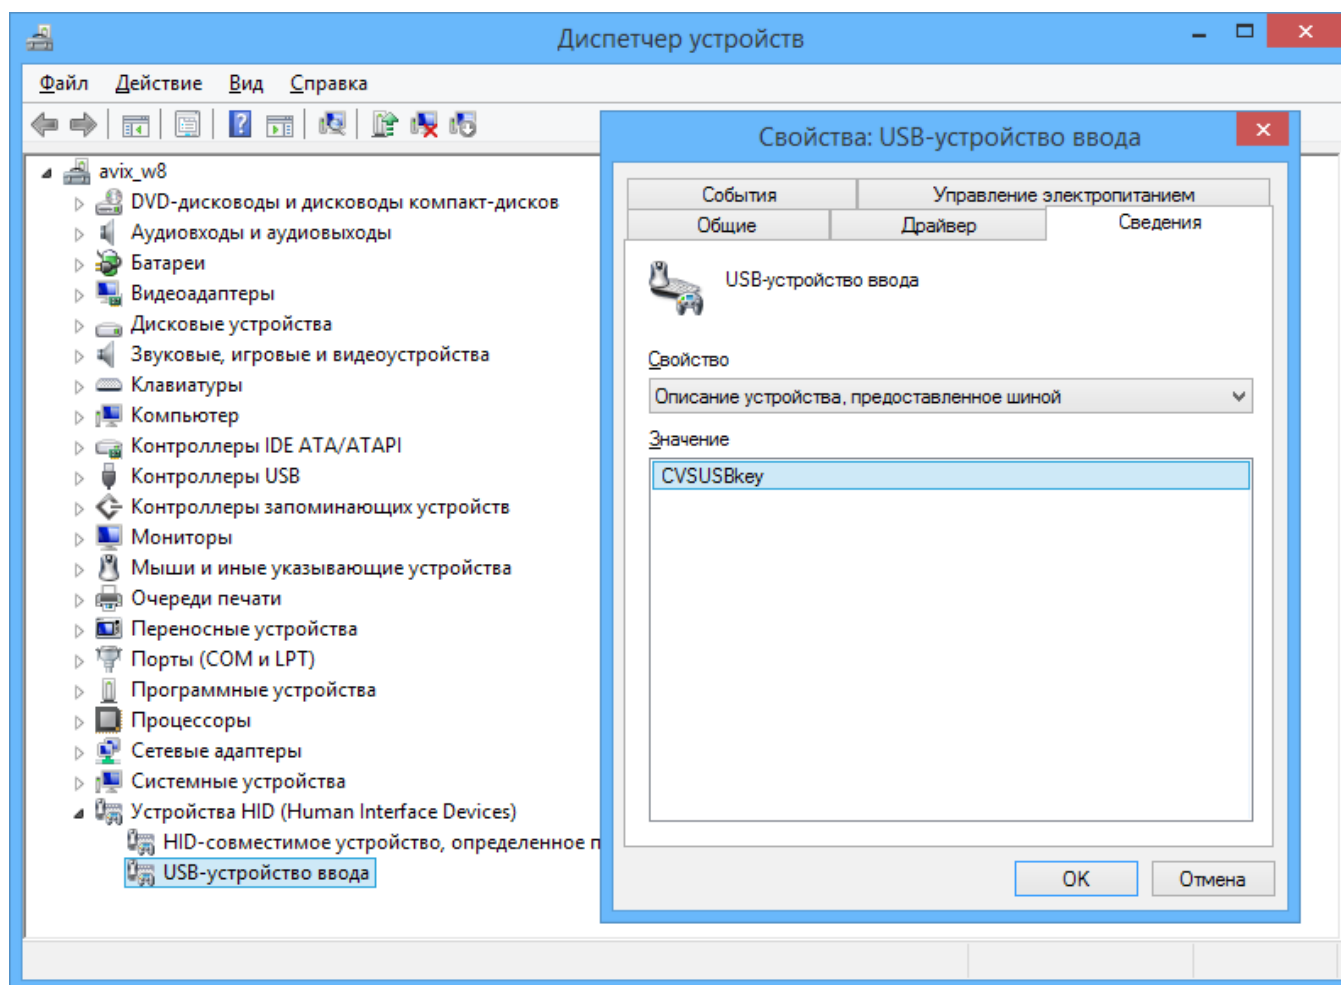 Диспетчер устройств
Файл Действие Вид Справка
avix_w8
DVD-дисководы и дисководы компакт-дисков
Аудиовходы и аудиовыходы
Батареи
Видеоадаптеры
Дисковые устройства
Звуковые, игровые и видеоустройства
Клавиатуры
Компьютер
Контроллеры IDE ATA/ATAPI
Контроллеры USB
Контроллеры запоминающих устройств
Мониторы
Мыши и иные указывающие устройства
Очереди печати
Переносные устройства
Порты (COM и LPT)
Программные устройства
Процессоры
Сетевые адаптеры
Системные устройства
Устройства HID (Human Interface Devices)
HID-совместимое устройство, определенное п
USB-устройство ввода
Свойства: USB-устройство ввода
События Управление электропитанием
Общие Драйвер Сведения
USB-устройство ввода
Свойство
Описание устройства, предоставленное шиной
Значение
CVSUSBkey
OK Отмена